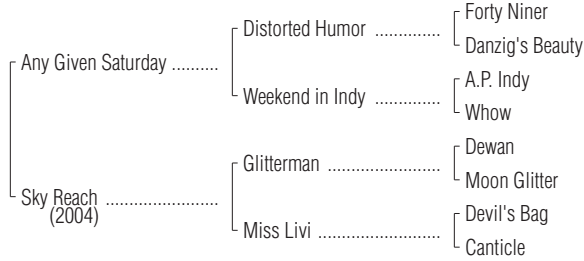 Forty Niner
Distorted Humor ..............
Danzig's Beauty
Any Given Saturday ..........
A.P. Indy
Weekend in Indy ..............
Whow
Dewan
Glitterman ........................
Moon Glitter
Sky Reach ........................
(2004)
Devil's Bag
Miss Livi ..........................
Canticle